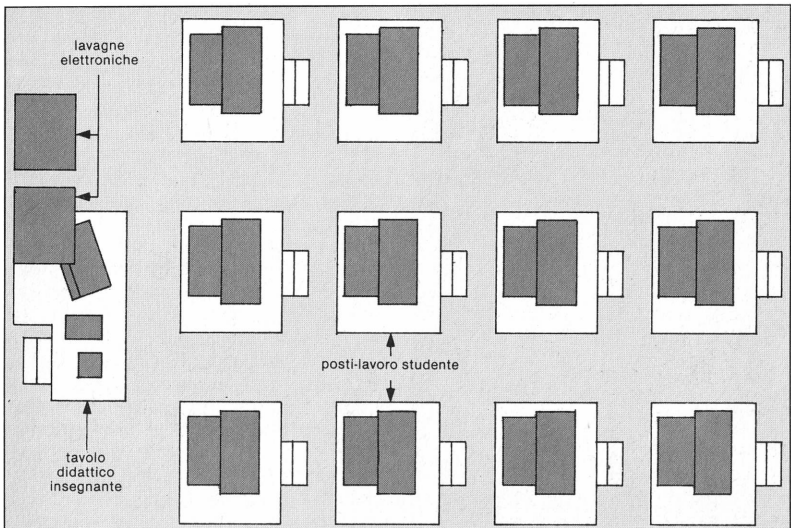 lavagne
elettroniche
posti-lavoro studente
tavolo
didattico
insegnante